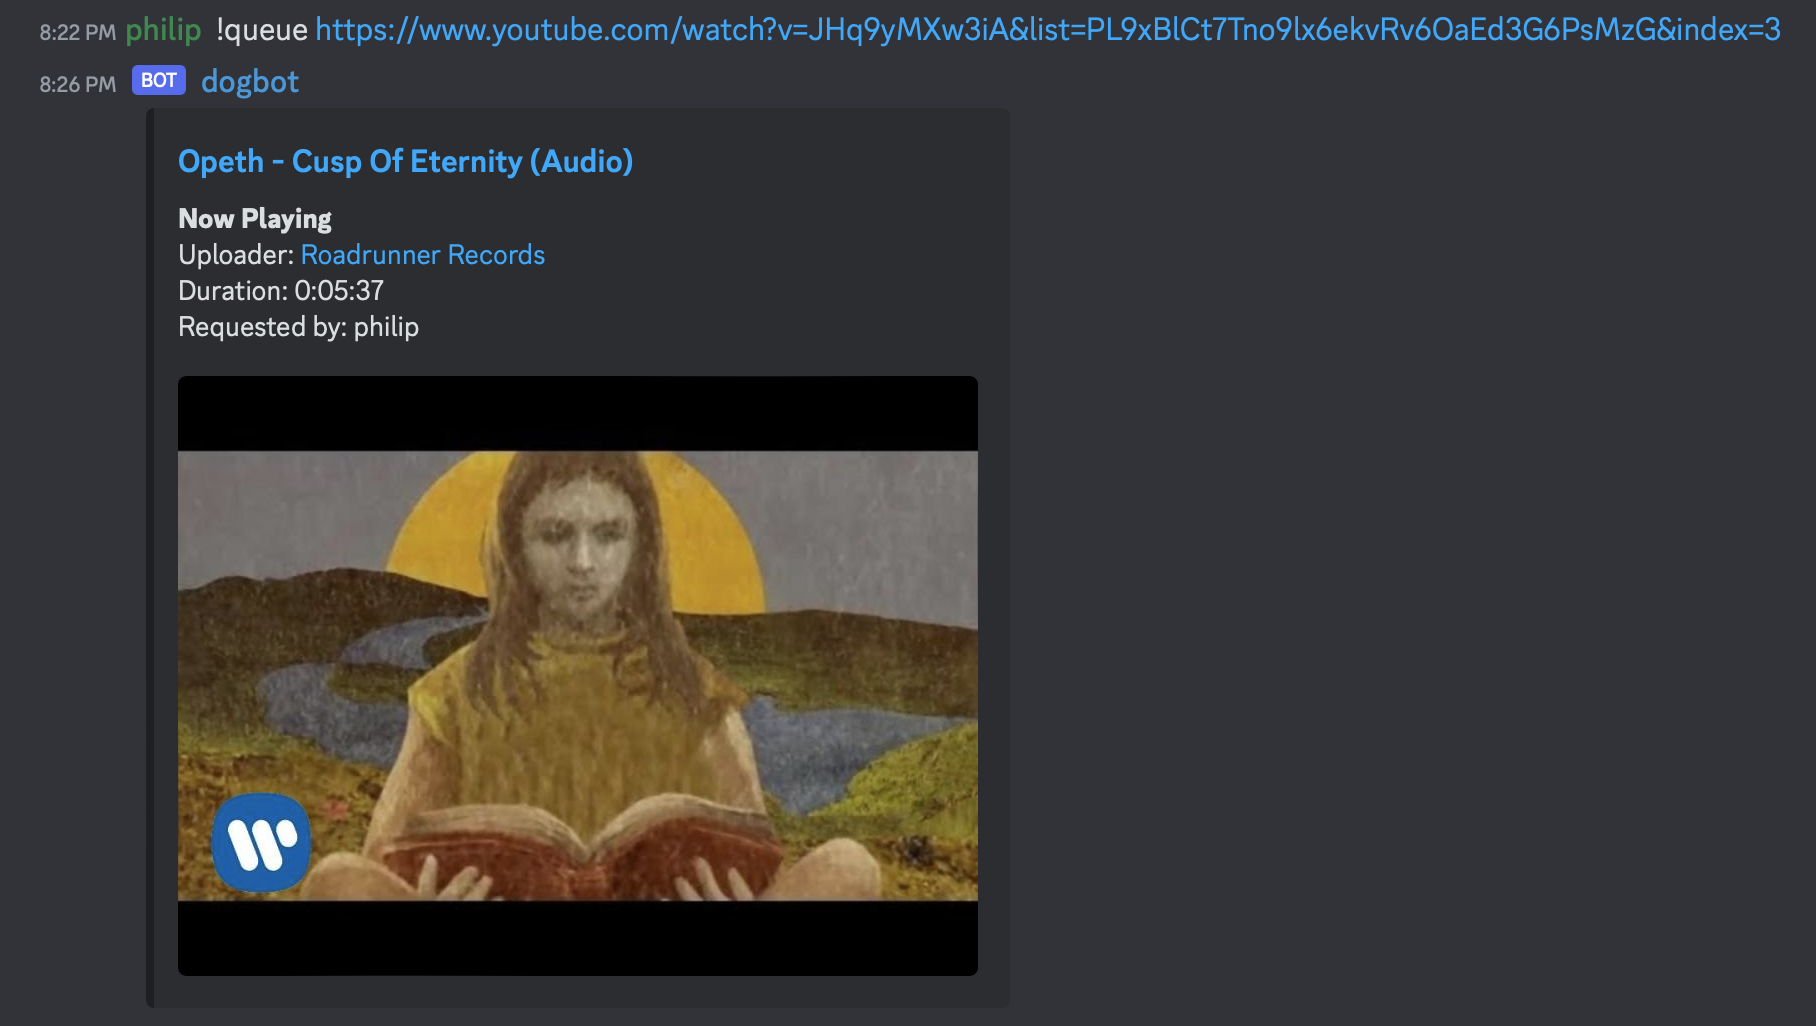 8:22 PM philip !queue https://www.youtube.com/watch?v=JHq9yMXw3iA&list=PL9xBlCt7Tno9lx6ekvRv6OaEd3G6PsMzG&index=3
8:26 PM BOT dogbot
Opeth - Cusp Of Eternity (Audio)
Now Playing
Uploader: Roadrunner Records
Duration: 0:05:37
Requested by: philip